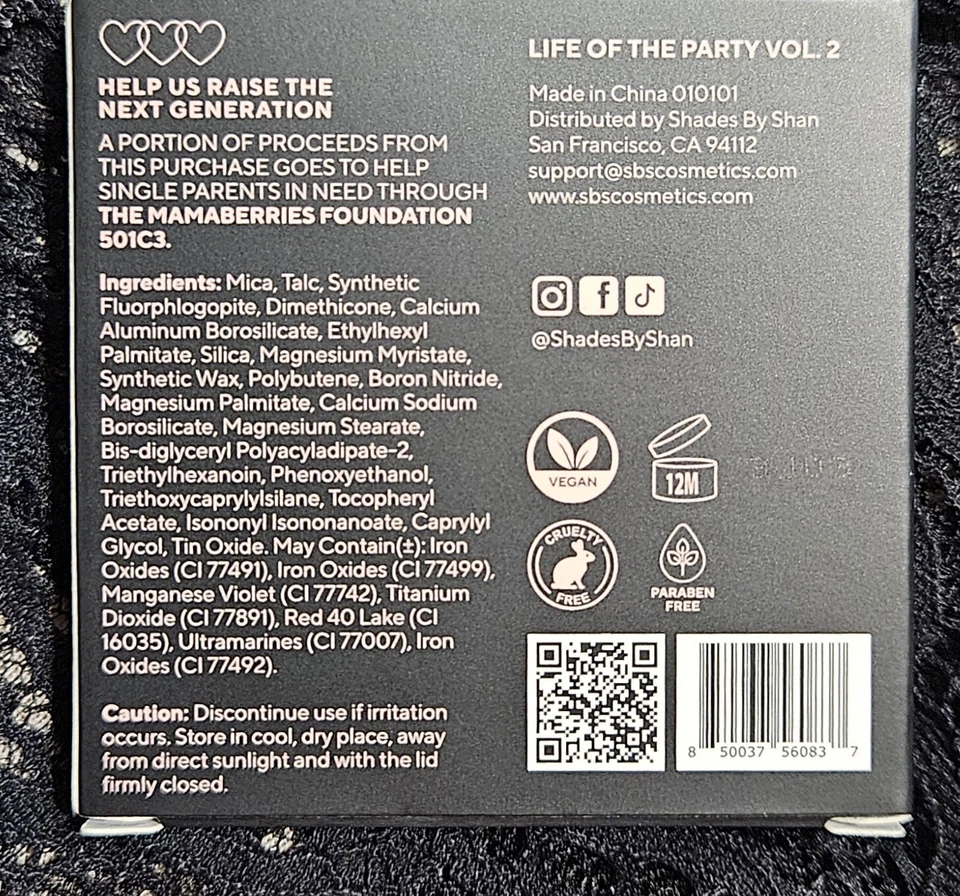 HELP US RAISE THE
NEXT GENERATION
A PORTION OF PROCEEDS FROM
THIS PURCHASE GOES TO HELP
SINGLE PARENTS IN NEED THROUGH
THE MAMABERRIES FOUNDATION
501C3.
Ingredients: Mica, Talc, Synthetic
Fluorphlogopite, Dimethicone, Calcium
Aluminum Borosilicate, Ethylhexyl
Palmitate, Silica, Magnesium Myristate,
Synthetic Wax, Polybutene, Boron Nitride,
Magnesium Palmitate, Calcium Sodium
Borosilicate, Magnesium Stearate,
Bis-diglyceryl Polyacyladipate-2,
Triethylhexanoin, Phenoxyethanol,
Triethoxycaprylylsilane, Tocopheryl
Acetate, Isononyl Isononanoate, Caprylyl
Glycol, Tin Oxide. May Contain(±): Iron
Oxides (CI 77491), Iron Oxides (CI 77499),
Manganese Violet (CI 77742), Titanium
Dioxide (CI 77891), Red 40 Lake (CI
16035), Ultramarines (CI 77007), Iron
Oxides (CI 77492).
Caution: Discontinue use if irritation
occurs. Store in cool, dry place, away
from direct sunlight and with the lid
firmly closed.
LIFE OF THE PARTY VOL. 2
Made in China 010101
Distributed by Shades By Shan
San Francisco, CA 94112
support@sbscosmetics.com
www.sbscosmetics.com
@ShadesByShan
VEGAN
12M
CRUELTY
FREE
PARABEN
FREE
8 50037 56083 7